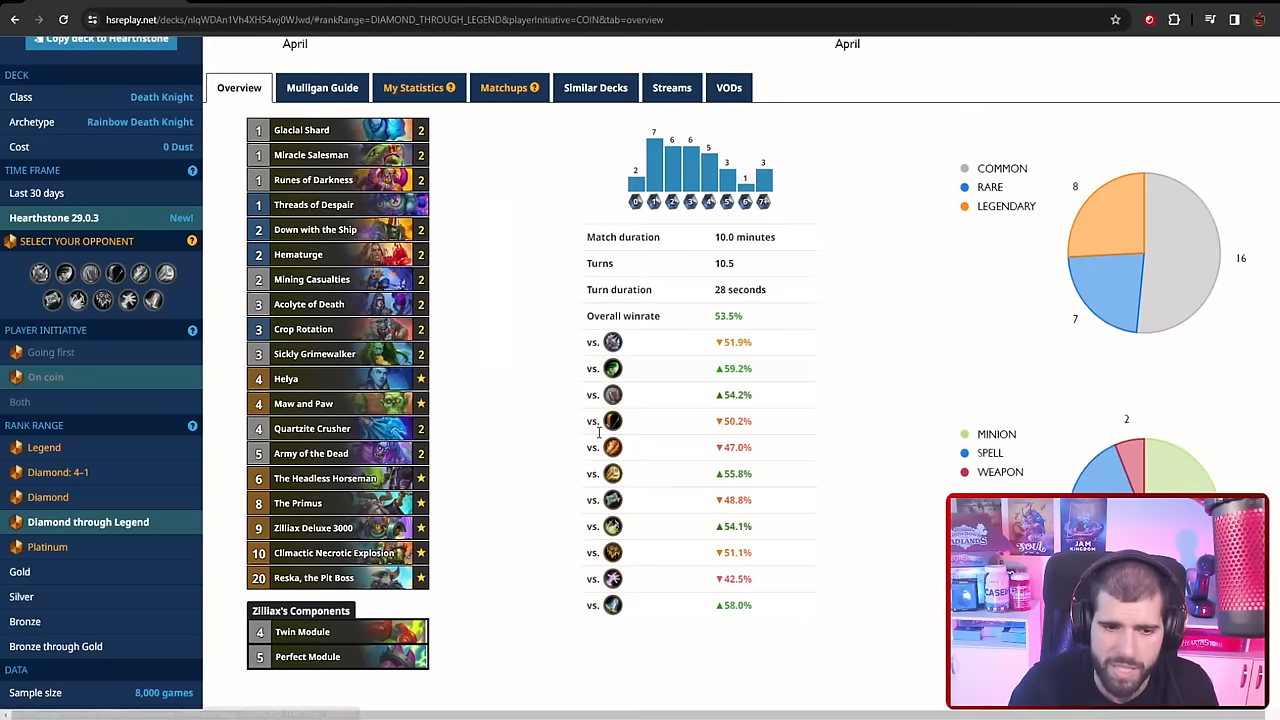 hsreplay.net/decks/nlqWDAn1Vh4XH54wj0WJwd/#rankRange=DIAMOND_THROUGH_LEGEND&playerInitiative=COIN&tab=overview
Copy deck to Hearthstone
April
April
DECK
Class Death Knight
Archetype Rainbow Death Knight
Cost 0 Dust
TIME FRAME
Last 30 days
Hearthstone 29.0.3 New!
SELECT YOUR OPPONENT
PLAYER INITIATIVE
Going first
On coin
Both
RANK RANGE
Legend
Diamond: 4–1
Diamond
Diamond through Legend
Platinum
Gold
Silver
Bronze
Bronze through Gold
DATA
Sample size 8,000 games
Overview Mulligan Guide My Statistics Matchups Similar Decks Streams VODs
1 Glacial Shard 2
1 Miracle Salesman 2
1 Runes of Darkness 2
1 Threads of Despair 2
2 Down with the Ship 2
2 Hematurge 2
2 Mining Casualties 2
3 Acolyte of Death 2
3 Crop Rotation 2
3 Sickly Grimewalker 2
4 Helya ★
4 Maw and Paw ★
4 Quartzite Crusher 2
5 Army of the Dead 2
6 The Headless Horseman ★
8 The Primus ★
9 Zilliax Deluxe 3000 ★
10 Climactic Necrotic Explosion ★
20 Reska, the Pit Boss ★
Zilliax's Components
4 Twin Module
5 Perfect Module
2 7 6 6 5 3 1 3
0 1 2 3 4 5 6 7+
Match duration 10.0 minutes
Turns 10.5
Turn duration 28 seconds
Overall winrate 53.5%
vs. ▼51.9%
vs. ▲59.2%
vs. ▲54.2%
vs. ▼50.2%
vs. ▼47.0%
vs. ▲55.8%
vs. ▼48.8%
vs. ▲54.1%
vs. ▼51.1%
vs. ▼42.5%
vs. ▲58.0%
COMMON
RARE
LEGENDARY
8
16
7
2
MINION
SPELL
WEAPON
BADLANDS
SOUL
JAM
KINGDOM